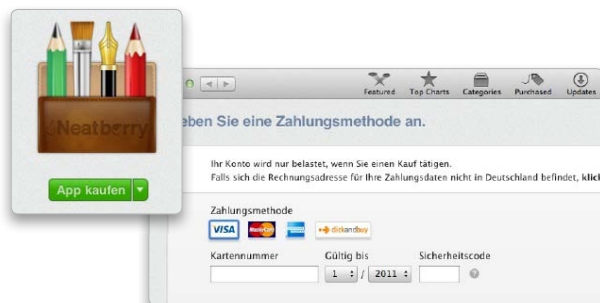 Neatberry
App kaufen
Featured Top Charts Categories Purchased Updates
eben Sie eine Zahlungsmethode an.
Ihr Konto wird nur belastet, wenn Sie einen Kauf tätigen.
Falls sich die Rechnungsadresse für Ihre Zahlungsdaten nicht in Deutschland befindet, klick
Zahlungsmethode
VISA MasterCard clickandbuy
Kartennummer Gültig bis Sicherheitscode
1 / 2011